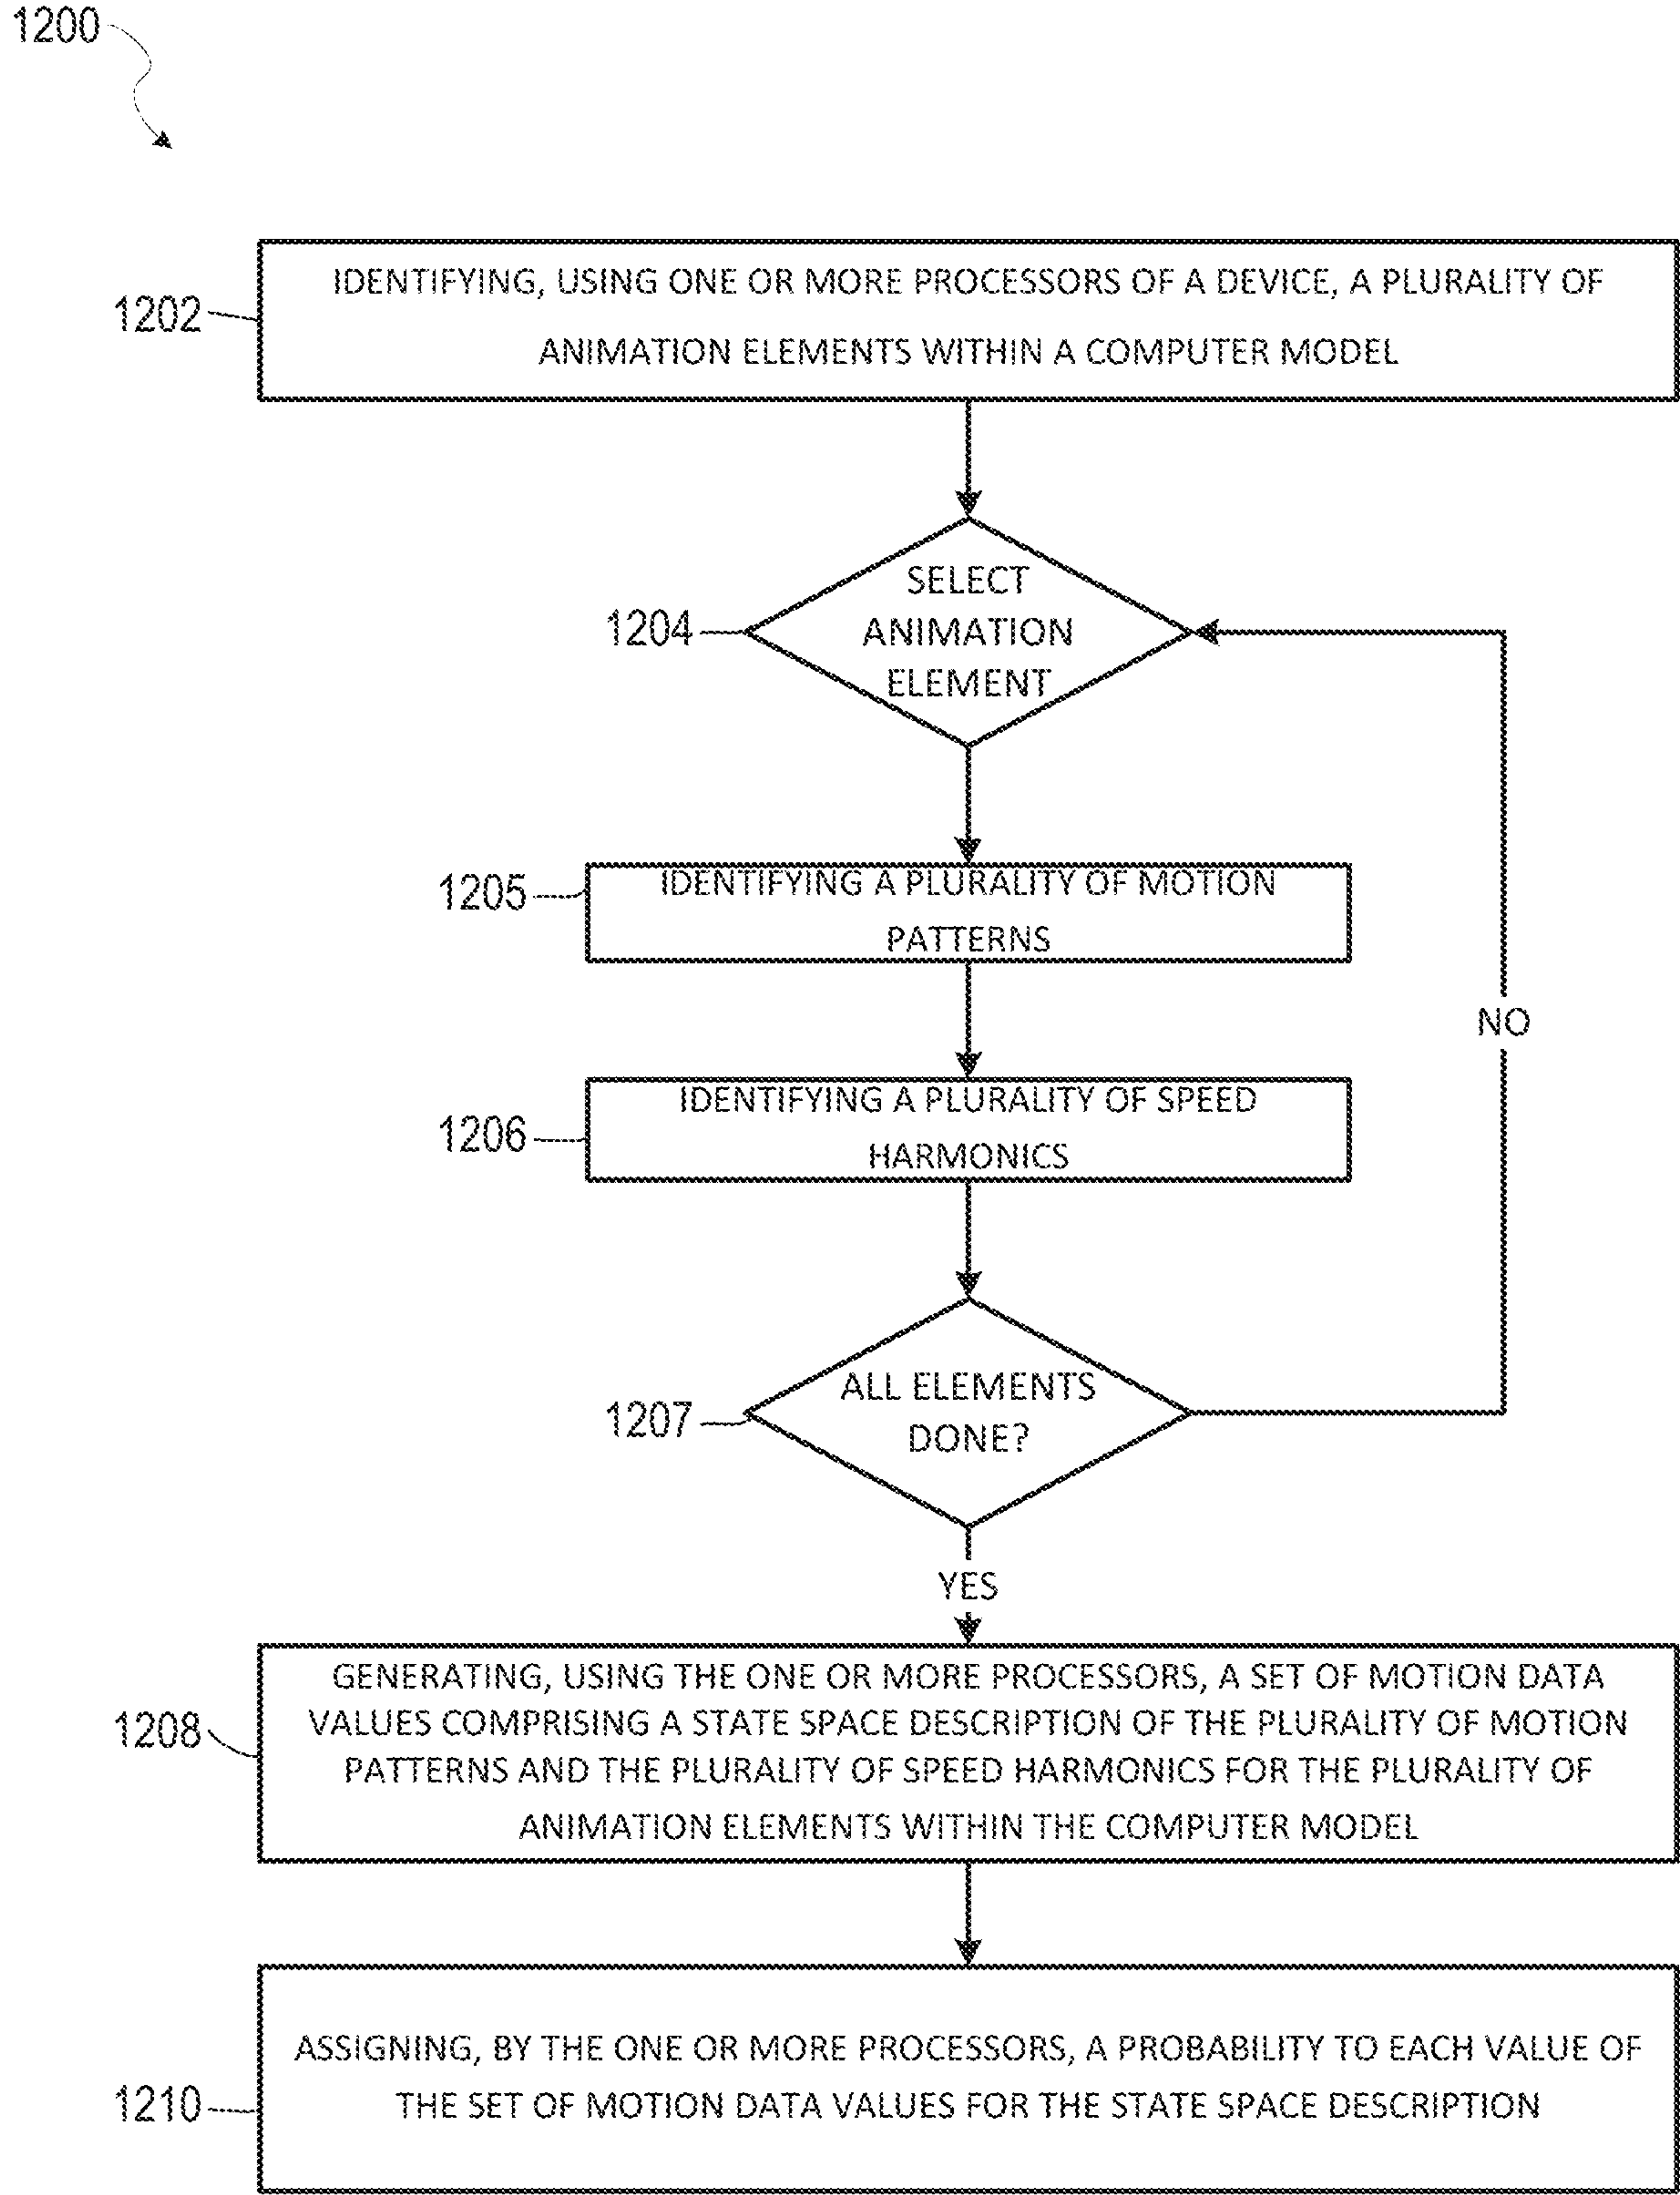 1200
1202
IDENTIFYING, USING ONE OR MORE PROCESSORS OF A DEVICE, A PLURALITY OF
ANIMATION ELEMENTS WITHIN A COMPUTER MODEL
1204
SELECT
ANIMATION
ELEMENT
1205
IDENTIFYING A PLURALITY OF MOTION
PATTERNS
NO
1206
IDENTIFYING A PLURALITY OF SPEED
HARMONICS
1207
ALL ELEMENTS
DONE?
YES
1208
GENERATING, USING THE ONE OR MORE PROCESSORS, A SET OF MOTION DATA
VALUES COMPRISING A STATE SPACE DESCRIPTION OF THE PLURALITY OF MOTION
PATTERNS AND THE PLURALITY OF SPEED HARMONICS FOR THE PLURALITY OF
ANIMATION ELEMENTS WITHIN THE COMPUTER MODEL
1210
ASSIGNING, BY THE ONE OR MORE PROCESSORS, A PROBABILITY TO EACH VALUE OF
THE SET OF MOTION DATA VALUES FOR THE STATE SPACE DESCRIPTION